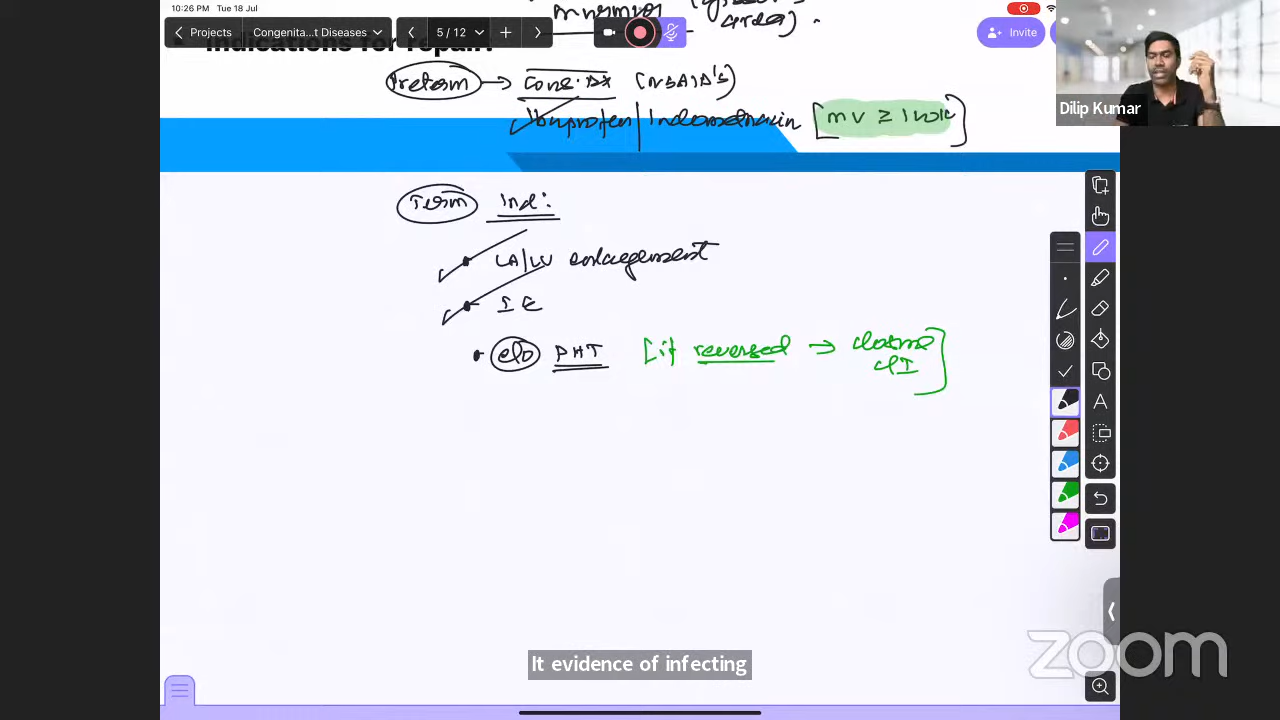 10:26 PM Tue 18 Jul
Projects
Congenita...t Diseases
5 / 12
Invite
Indications for repair
Dilip Kumar
Preterm → Cons. Rx [NSAID's]
Ibuprofen | Indomethacin [MV ≥ 1 wk]
Term Ind:
• LA/LV enlargement
• IE
• e/o PHT [if reversed → closure CI]
zoom
It evidence of infecting